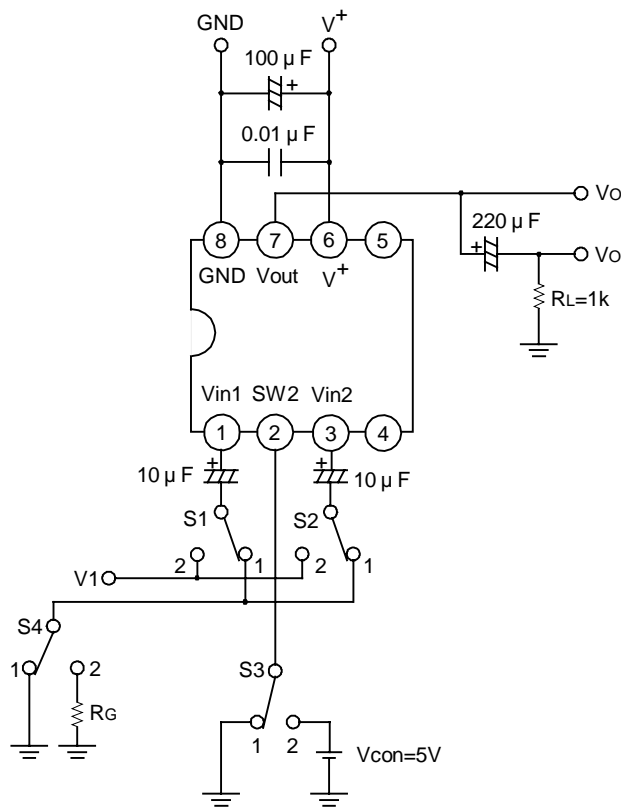 GND V+
100 µ F
+
0.01 µ F
VO
220 µ F
+
VO
8 7 6 5
GND Vout V+
RL=1k
Vin1 SW2 Vin2
1 2 3 4
+ +
10 µ F 10 µ F
S1 S2
2 1 2 1
V1
S4
1 2
S3
RG
1 2
Vcon=5V